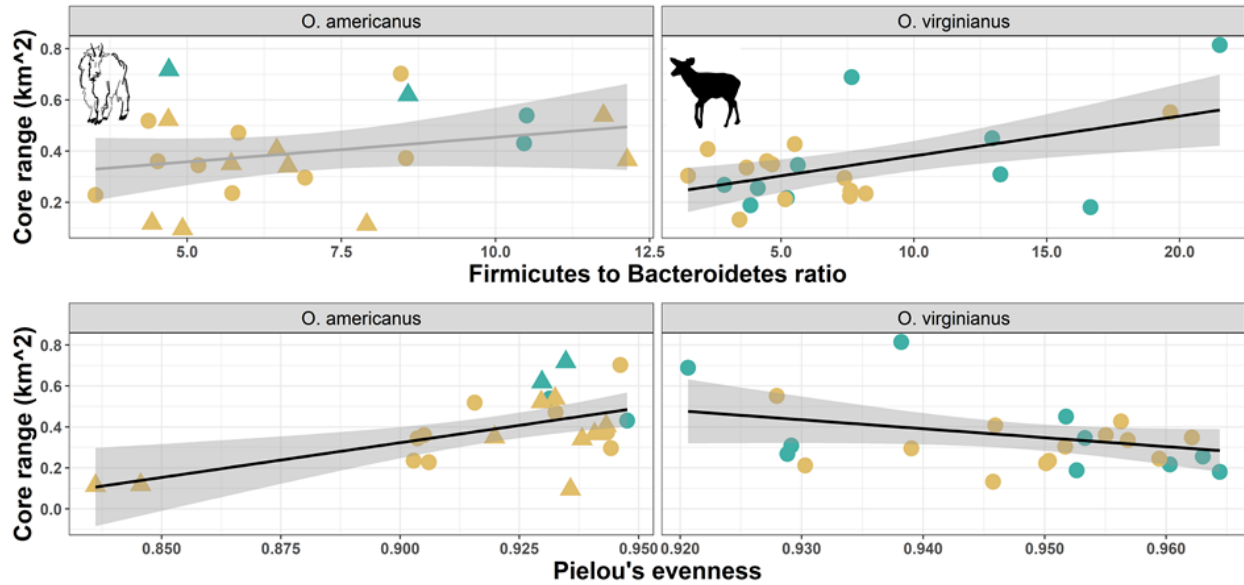 O. americanus
O. virginianus
Core range (km^2)
0.8
0.6
0.4
0.2
5.0 7.5 10.0 12.5
5.0 10.0 15.0 20.0
Firmicutes to Bacteroidetes ratio
O. americanus
O. virginianus
Core range (km^2)
0.8
0.6
0.4
0.2
0.0
0.850 0.875 0.900 0.925 0.950
0.920 0.930 0.940 0.950 0.960
Pielou's evenness